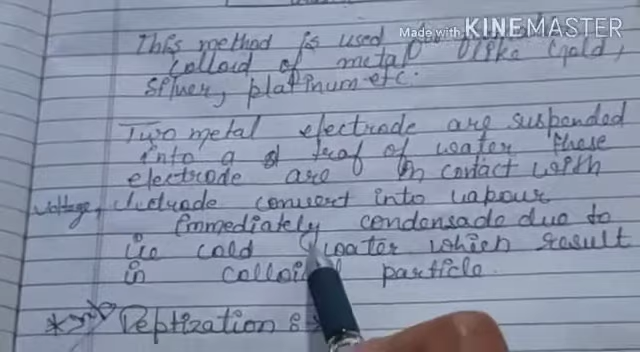 Made with KINEMASTER
This method is used
colloid of metal like Gold,
Silver, platinum etc.
Two metal electrode are suspended
into a of water these
electrode are in contact with
voltage, electrode convert into vapour
immediately condensade due to
ice cold water which result
in colloidal particle.
Peptization :-